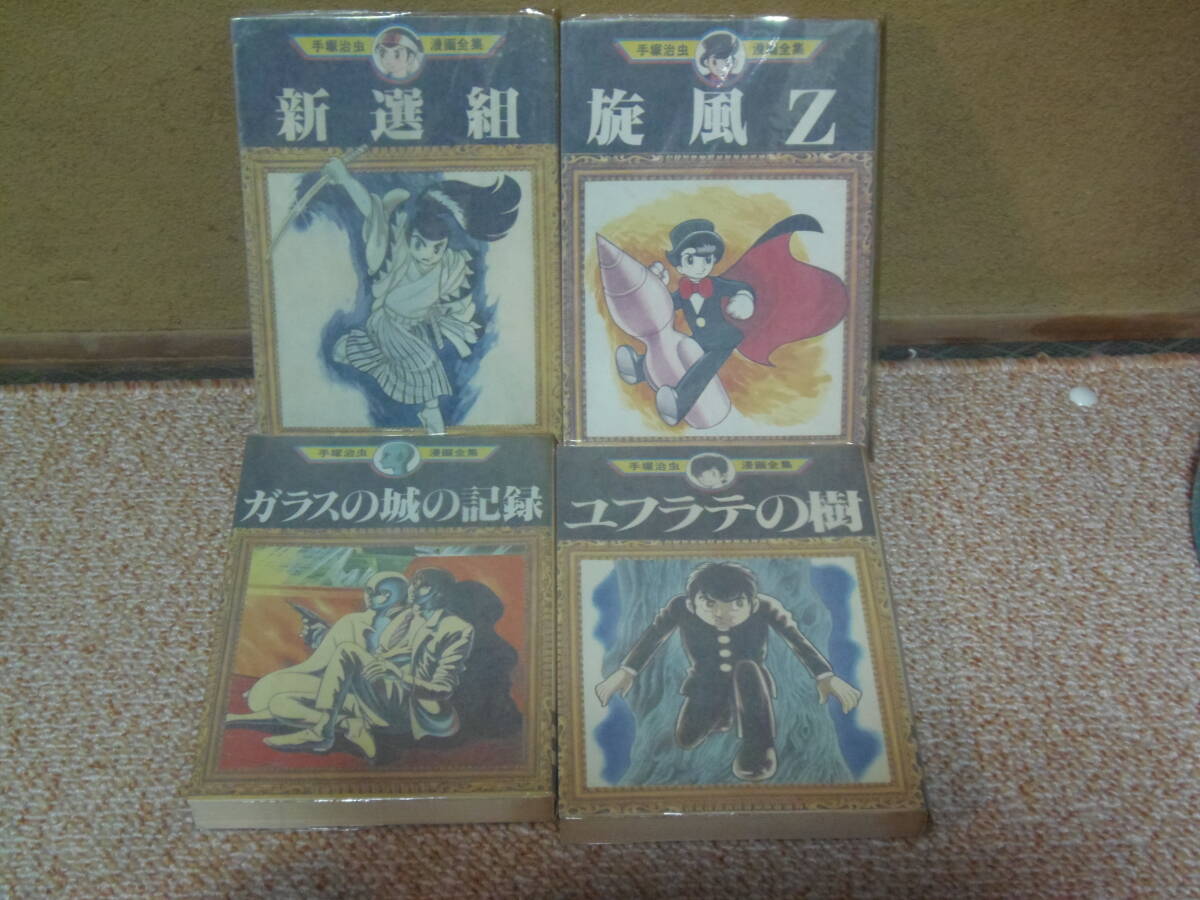 手塚治虫 漫画全集
新選組
手塚治虫 漫画全集
旋風Z
手塚治虫 漫画全集
ガラスの城の記録
手塚治虫 漫画全集
ユフラテの樹